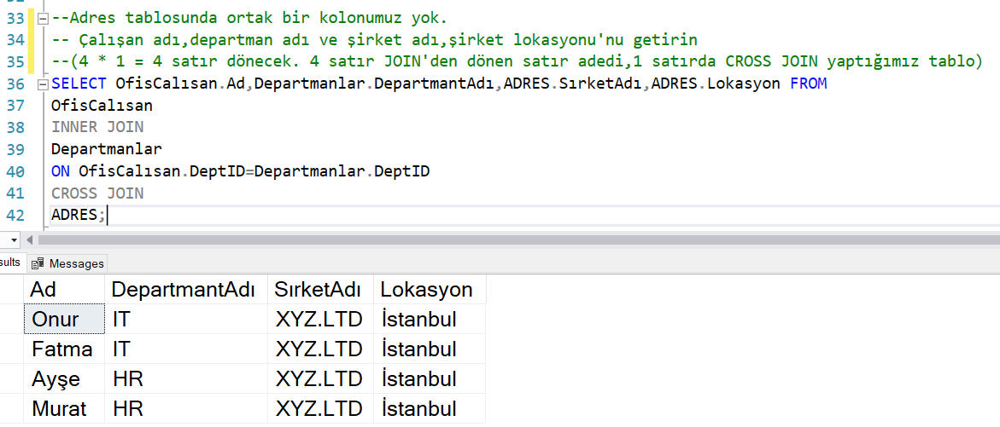 33 --Adres tablosunda ortak bir kolonumuz yok.
34 -- Çalışan adı,departman adı ve şirket adı,şirket lokasyonu'nu getirin
35 --(4 * 1 = 4 satır dönecek. 4 satır JOIN'den dönen satır adedi,1 satırda CROSS JOIN yaptığımız tablo)
36 SELECT OfisCalısan.Ad,Departmanlar.DepartmantAdı,ADRES.SırketAdı,ADRES.Lokasyon FROM
37 OfisCalısan
38 INNER JOIN
39 Departmanlar
40 ON OfisCalısan.DeptID=Departmanlar.DeptID
41 CROSS JOIN
42 ADRES;
sults Messages
Ad DepartmantAdı SırketAdı Lokasyon
Onur IT XYZ.LTD İstanbul
Fatma IT XYZ.LTD İstanbul
Ayşe HR XYZ.LTD İstanbul
Murat HR XYZ.LTD İstanbul